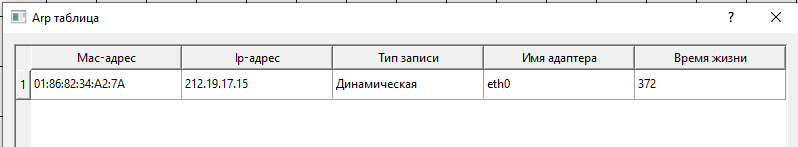 Arp таблица
Mac-адрес Ip-адрес Тип записи Имя адаптера Время жизни
1 01:86:82:34:A2:7A 212.19.17.15 Динамическая eth0 372